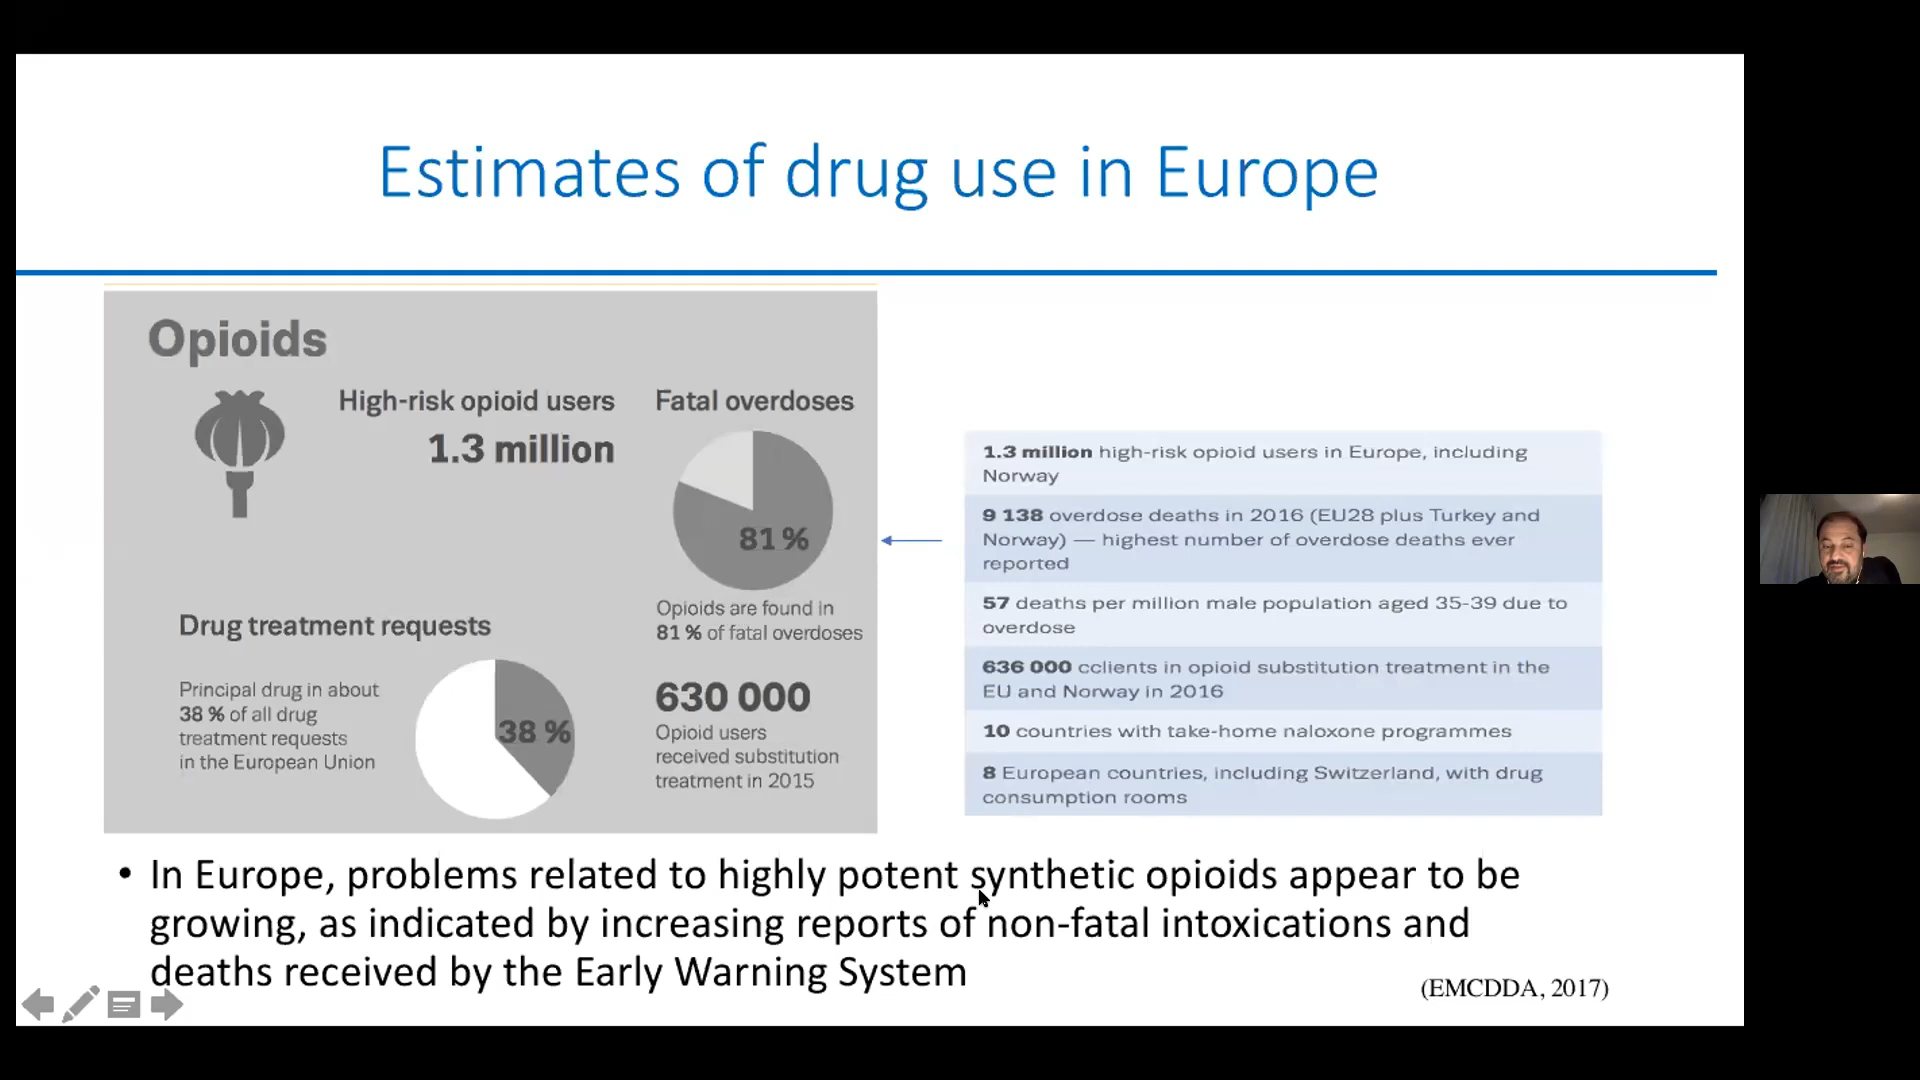 Estimates of drug use in Europe
Opioids
High-risk opioid users
1.3 million
Fatal overdoses
81 %
Opioids are found in
81 % of fatal overdoses
Drug treatment requests
Principal drug in about
38 % of all drug
treatment requests
in the European Union
38 %
630 000
Opioid users
received substitution
treatment in 2015
1.3 million high-risk opioid users in Europe, including
Norway
9 138 overdose deaths in 2016 (EU28 plus Turkey and
Norway) — highest number of overdose deaths ever
reported
57 deaths per million male population aged 35-39 due to
overdose
636 000 cclients in opioid substitution treatment in the
EU and Norway in 2016
10 countries with take-home naloxone programmes
8 European countries, including Switzerland, with drug
consumption rooms
• In Europe, problems related to highly potent synthetic opioids appear to be
growing, as indicated by increasing reports of non-fatal intoxications and
deaths received by the Early Warning System
(EMCDDA, 2017)